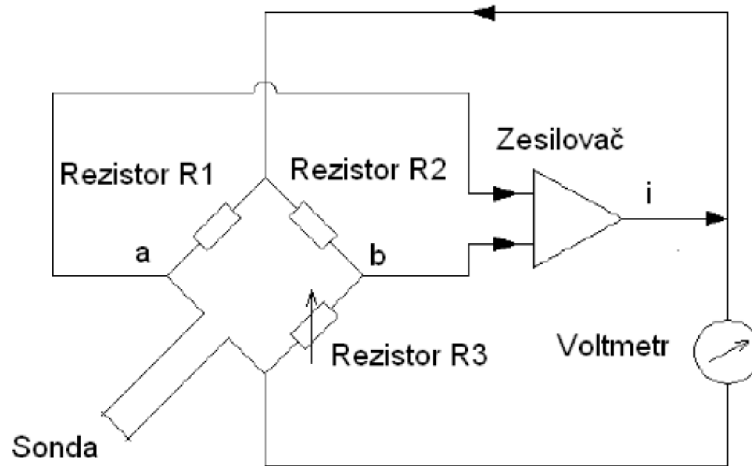 Zesilovač
Rezistor R1
Rezistor R2
i
a
b
Rezistor R3
Voltmetr
Sonda